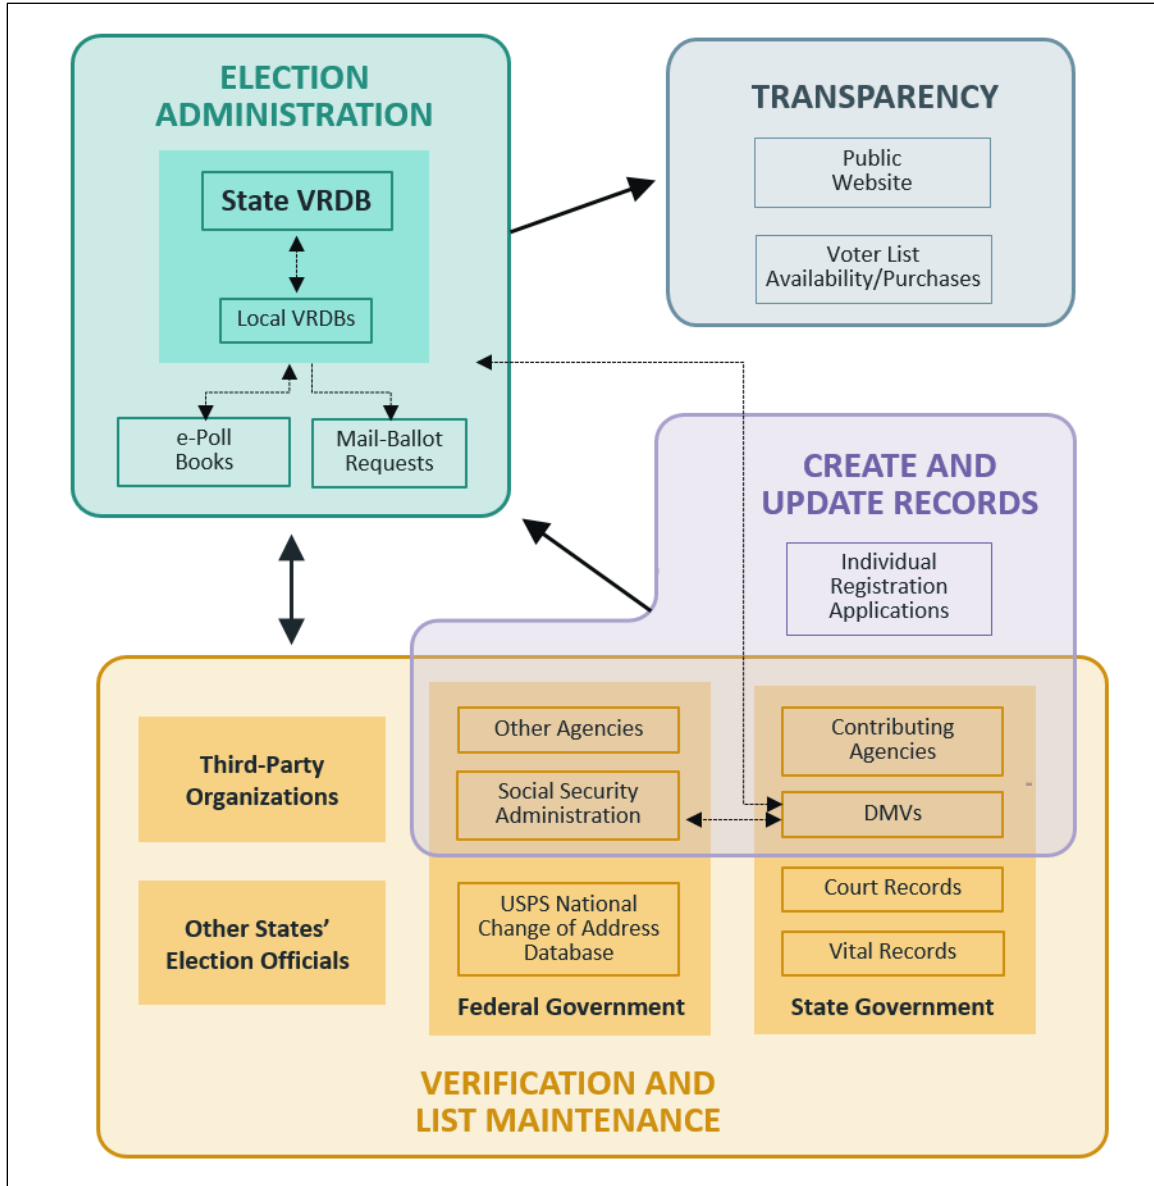 ELECTION
ADMINISTRATION
State VRDB
Local VRDBs
e-Poll
Books
Mail-Ballot
Requests
TRANSPARENCY
Public
Website
Voter List
Availability/Purchases
CREATE AND
UPDATE RECORDS
Individual
Registration
Applications
Third-Party
Organizations
Other States’
Election Officials
Other Agencies
Social Security
Administration
USPS National
Change of Address
Database
Federal Government
Contributing
Agencies
DMVs
Court Records
Vital Records
State Government
VERIFICATION AND
LIST MAINTENANCE